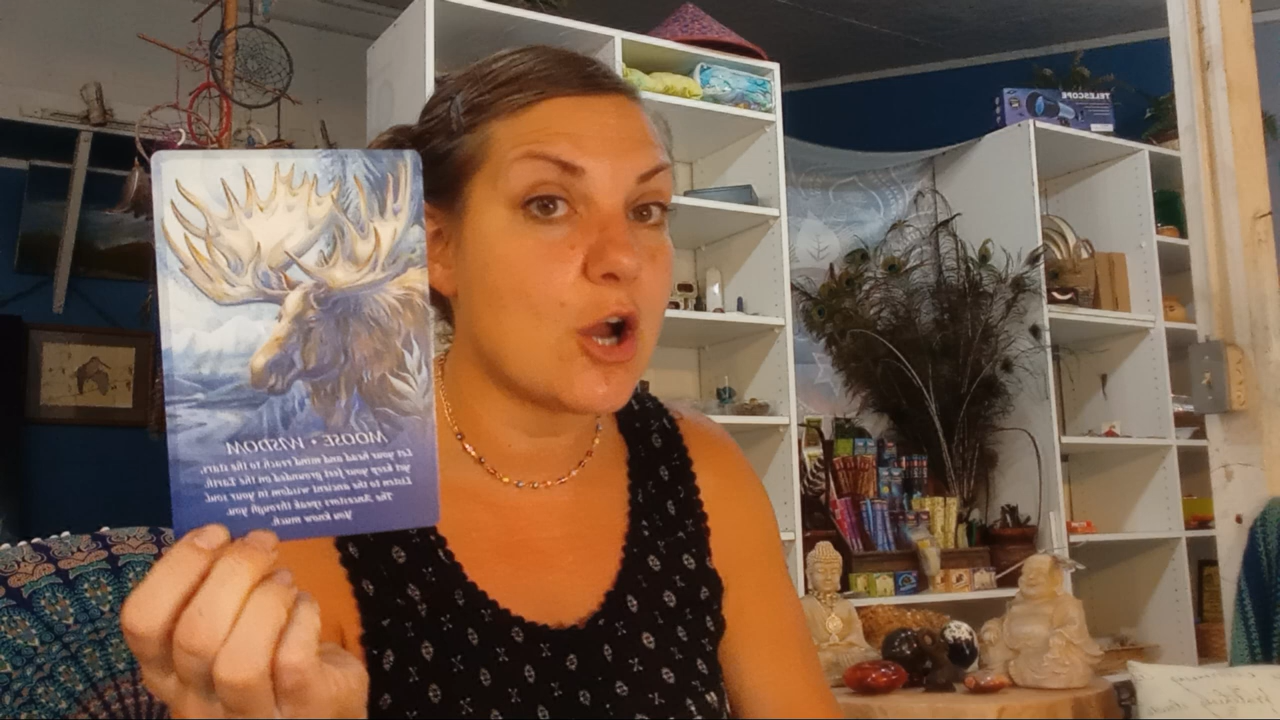 TELESCOPE
MOOSE • WISDOM
Let your head and mind reach to the stars,
yet keep your feet grounded on the Earth.
Listen to the ancient wisdom in your soul.
The Ancestors speak through you.
You know much.